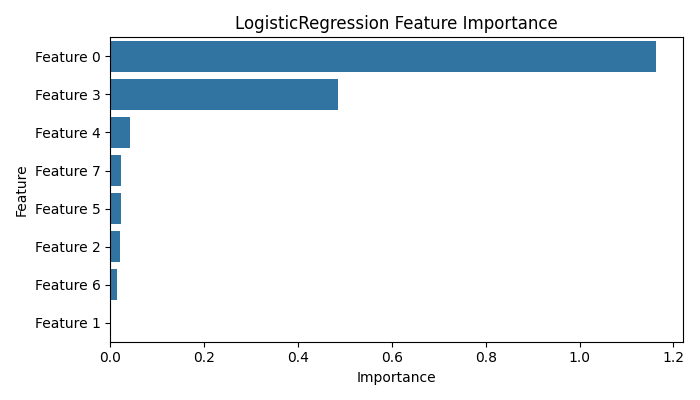 LogisticRegression Feature Importance
Feature
Feature 0
Feature 3
Feature 4
Feature 7
Feature 5
Feature 2
Feature 6
Feature 1
0.0 0.2 0.4 0.6 0.8 1.0 1.2
Importance